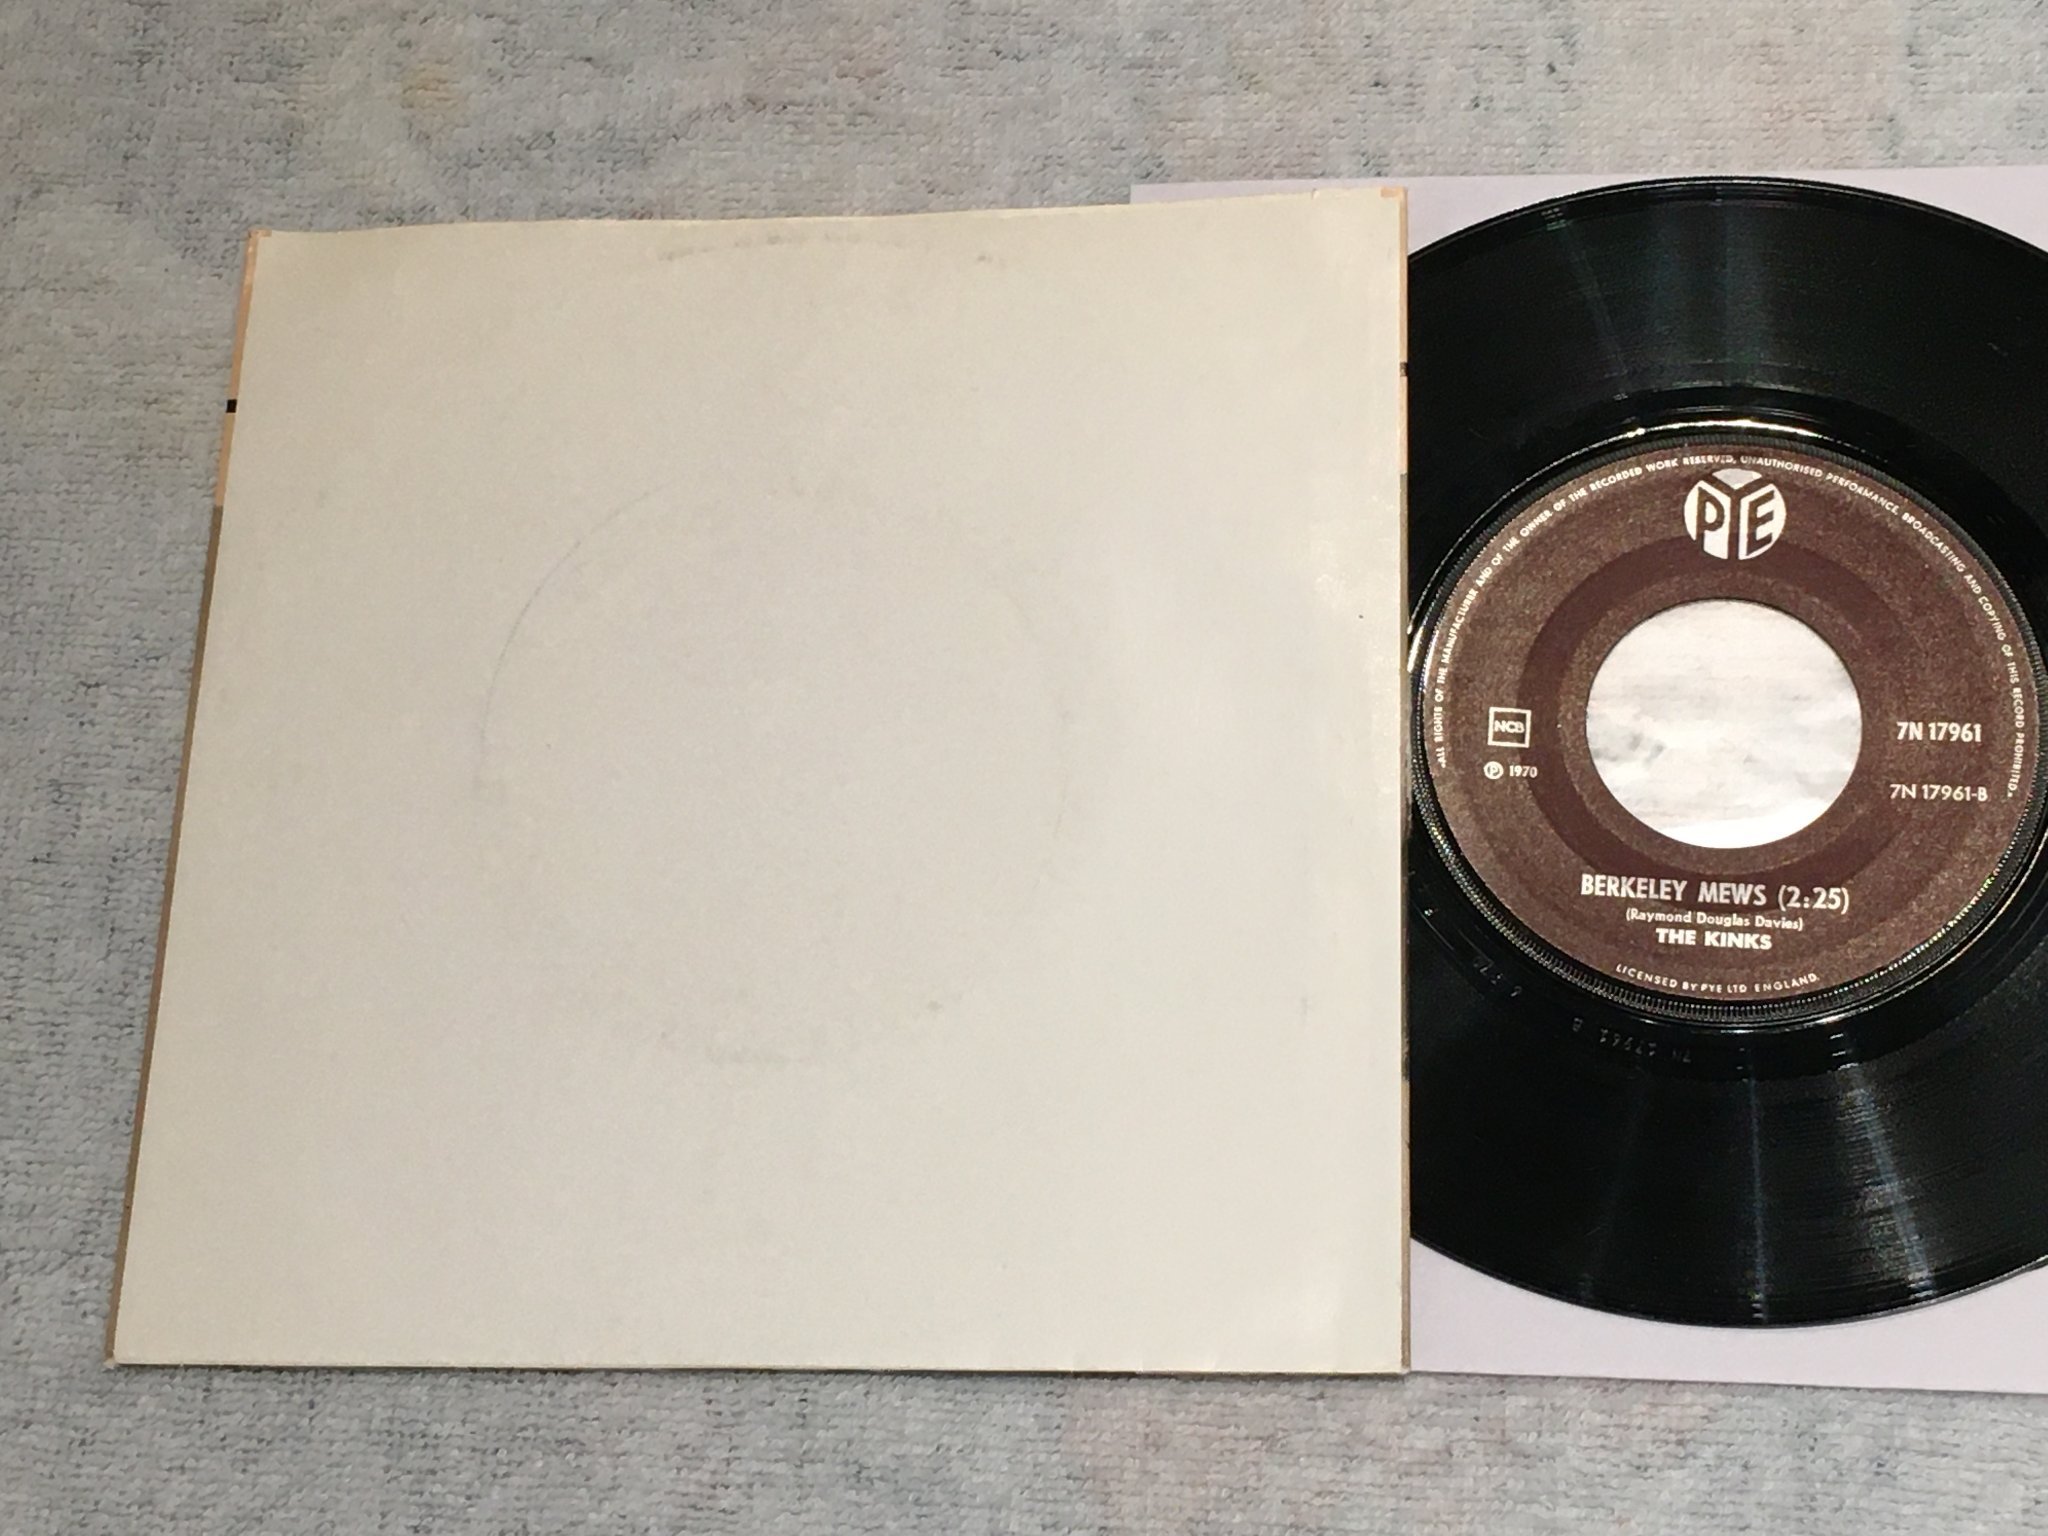 "ALL RIGHTS OF THE MANUFACTURER AND OF THE OWNER OF THE RECORDED WORK RESERVED, UNAUTHORISED PERFORMANCE, BROADCASTING AND COPYING OF THIS RECORD PROHIBITED"
PYE
NCB
7N 17961
℗ 1970
7N 17961-B
BERKELEY MEWS (2:25)
(Raymond Douglas Davies)
THE KINKS
LICENSED BY PYE LTD ENGLAND.
7N 17961 B